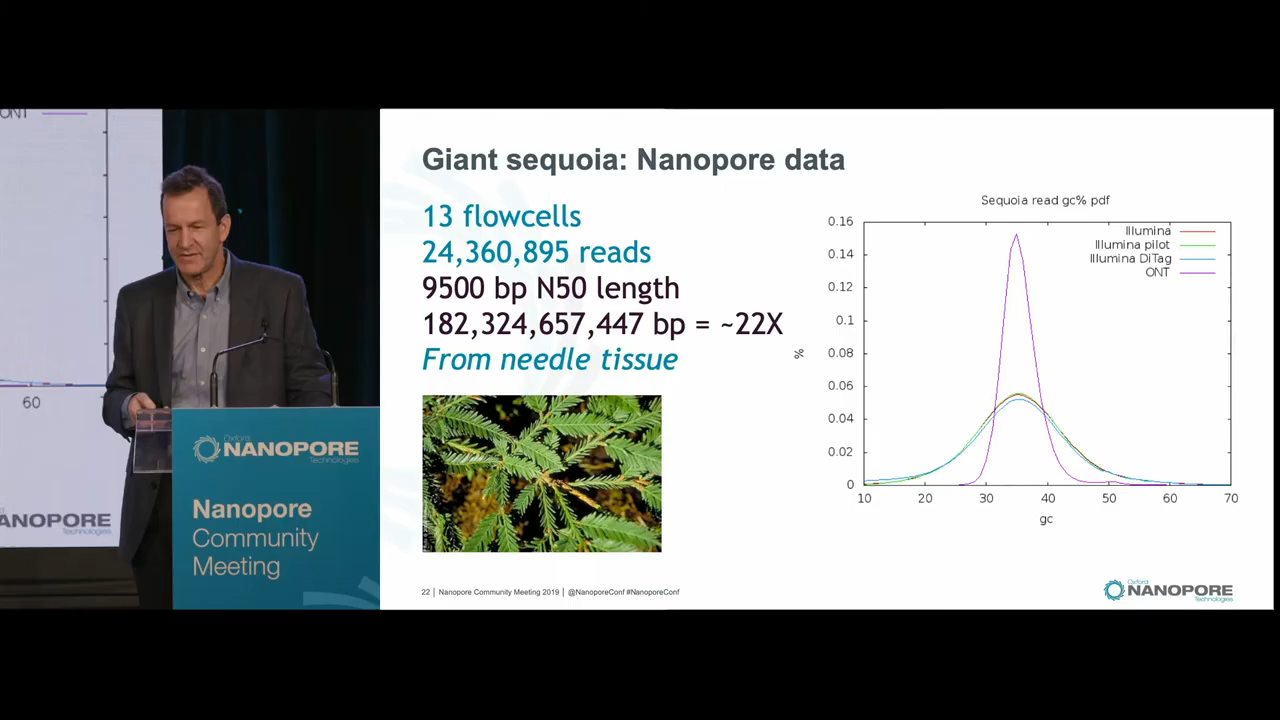 ONT
60
ANOPORE
Technologies
Oxford
NANOPORE
Technologies
Nanopore
Community
Meeting
Giant sequoia: Nanopore data
13 flowcells
24,360,895 reads
9500 bp N50 length
182,324,657,447 bp = ~22X
From needle tissue
Sequoia read gc% pdf
Illumina
Illumina pilot
Illumina DiTag
ONT
0.16
0.14
0.12
0.1
0.08
0.06
0.04
0.02
0
%
10 20 30 40 50 60 70
gc
22 | Nanopore Community Meeting 2019 | @NanoporeConf #NanoporeConf
Oxford
NANOPORE
Technologies